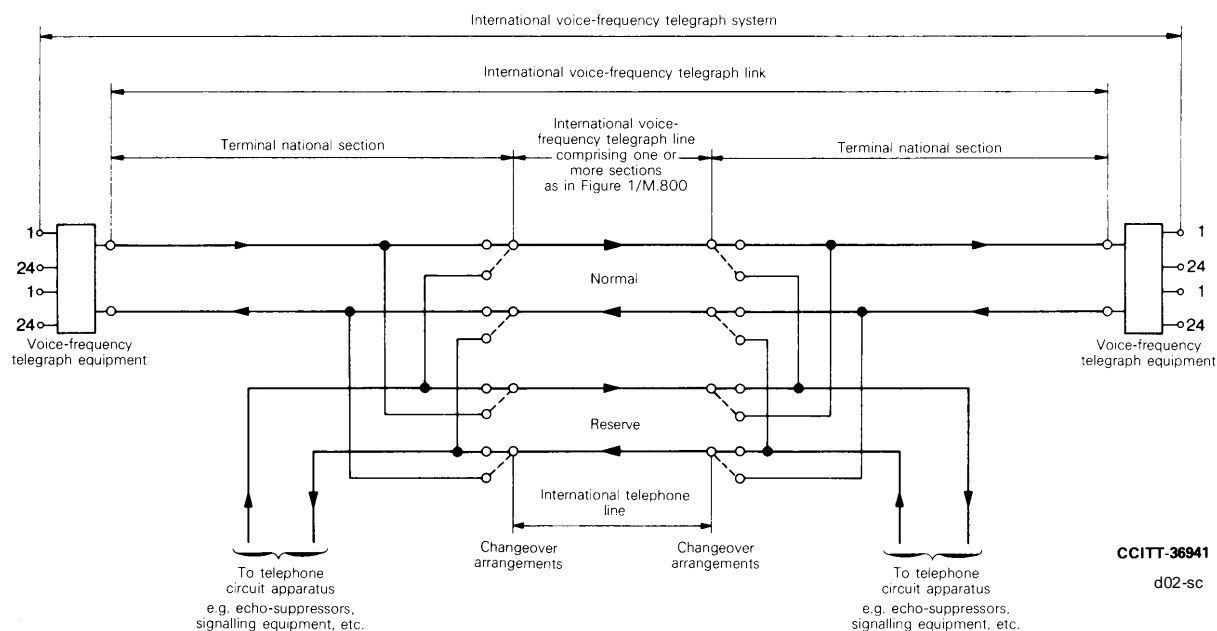 International voice-frequency telegraph system
International voice-frequency telegraph link
Terminal national section
International voice-
frequency telegraph line
comprising one or
more sections
as in Figure 1/M.800
Terminal national section
1
24
1
24
Voice-frequency
telegraph equipment
Normal
1
24
1
24
Voice-frequency
telegraph equipment
Reserve
International telephone
line
Changeover
arrangements
Changeover
arrangements
To telephone
circuit apparatus
e.g. echo-suppressors,
signalling equipment, etc.
To telephone
circuit apparatus
e.g. echo-suppressors,
signalling equipment, etc.
CCITT-36941
d02-sc